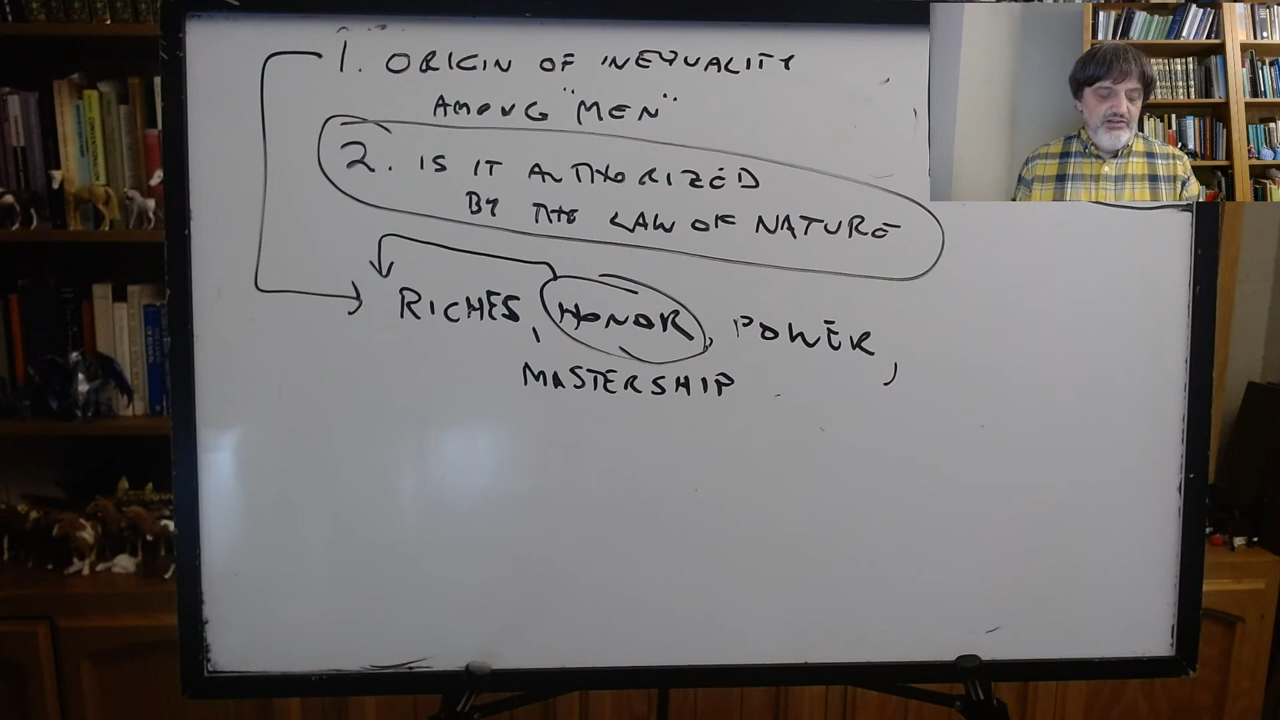 1. ORIGIN OF INEQUALITY
AMONG "MEN"
2. IS IT AUTHORIZED
BY THE LAW OF NATURE
RICHES, HONOR, POWER,
MASTERSHIP